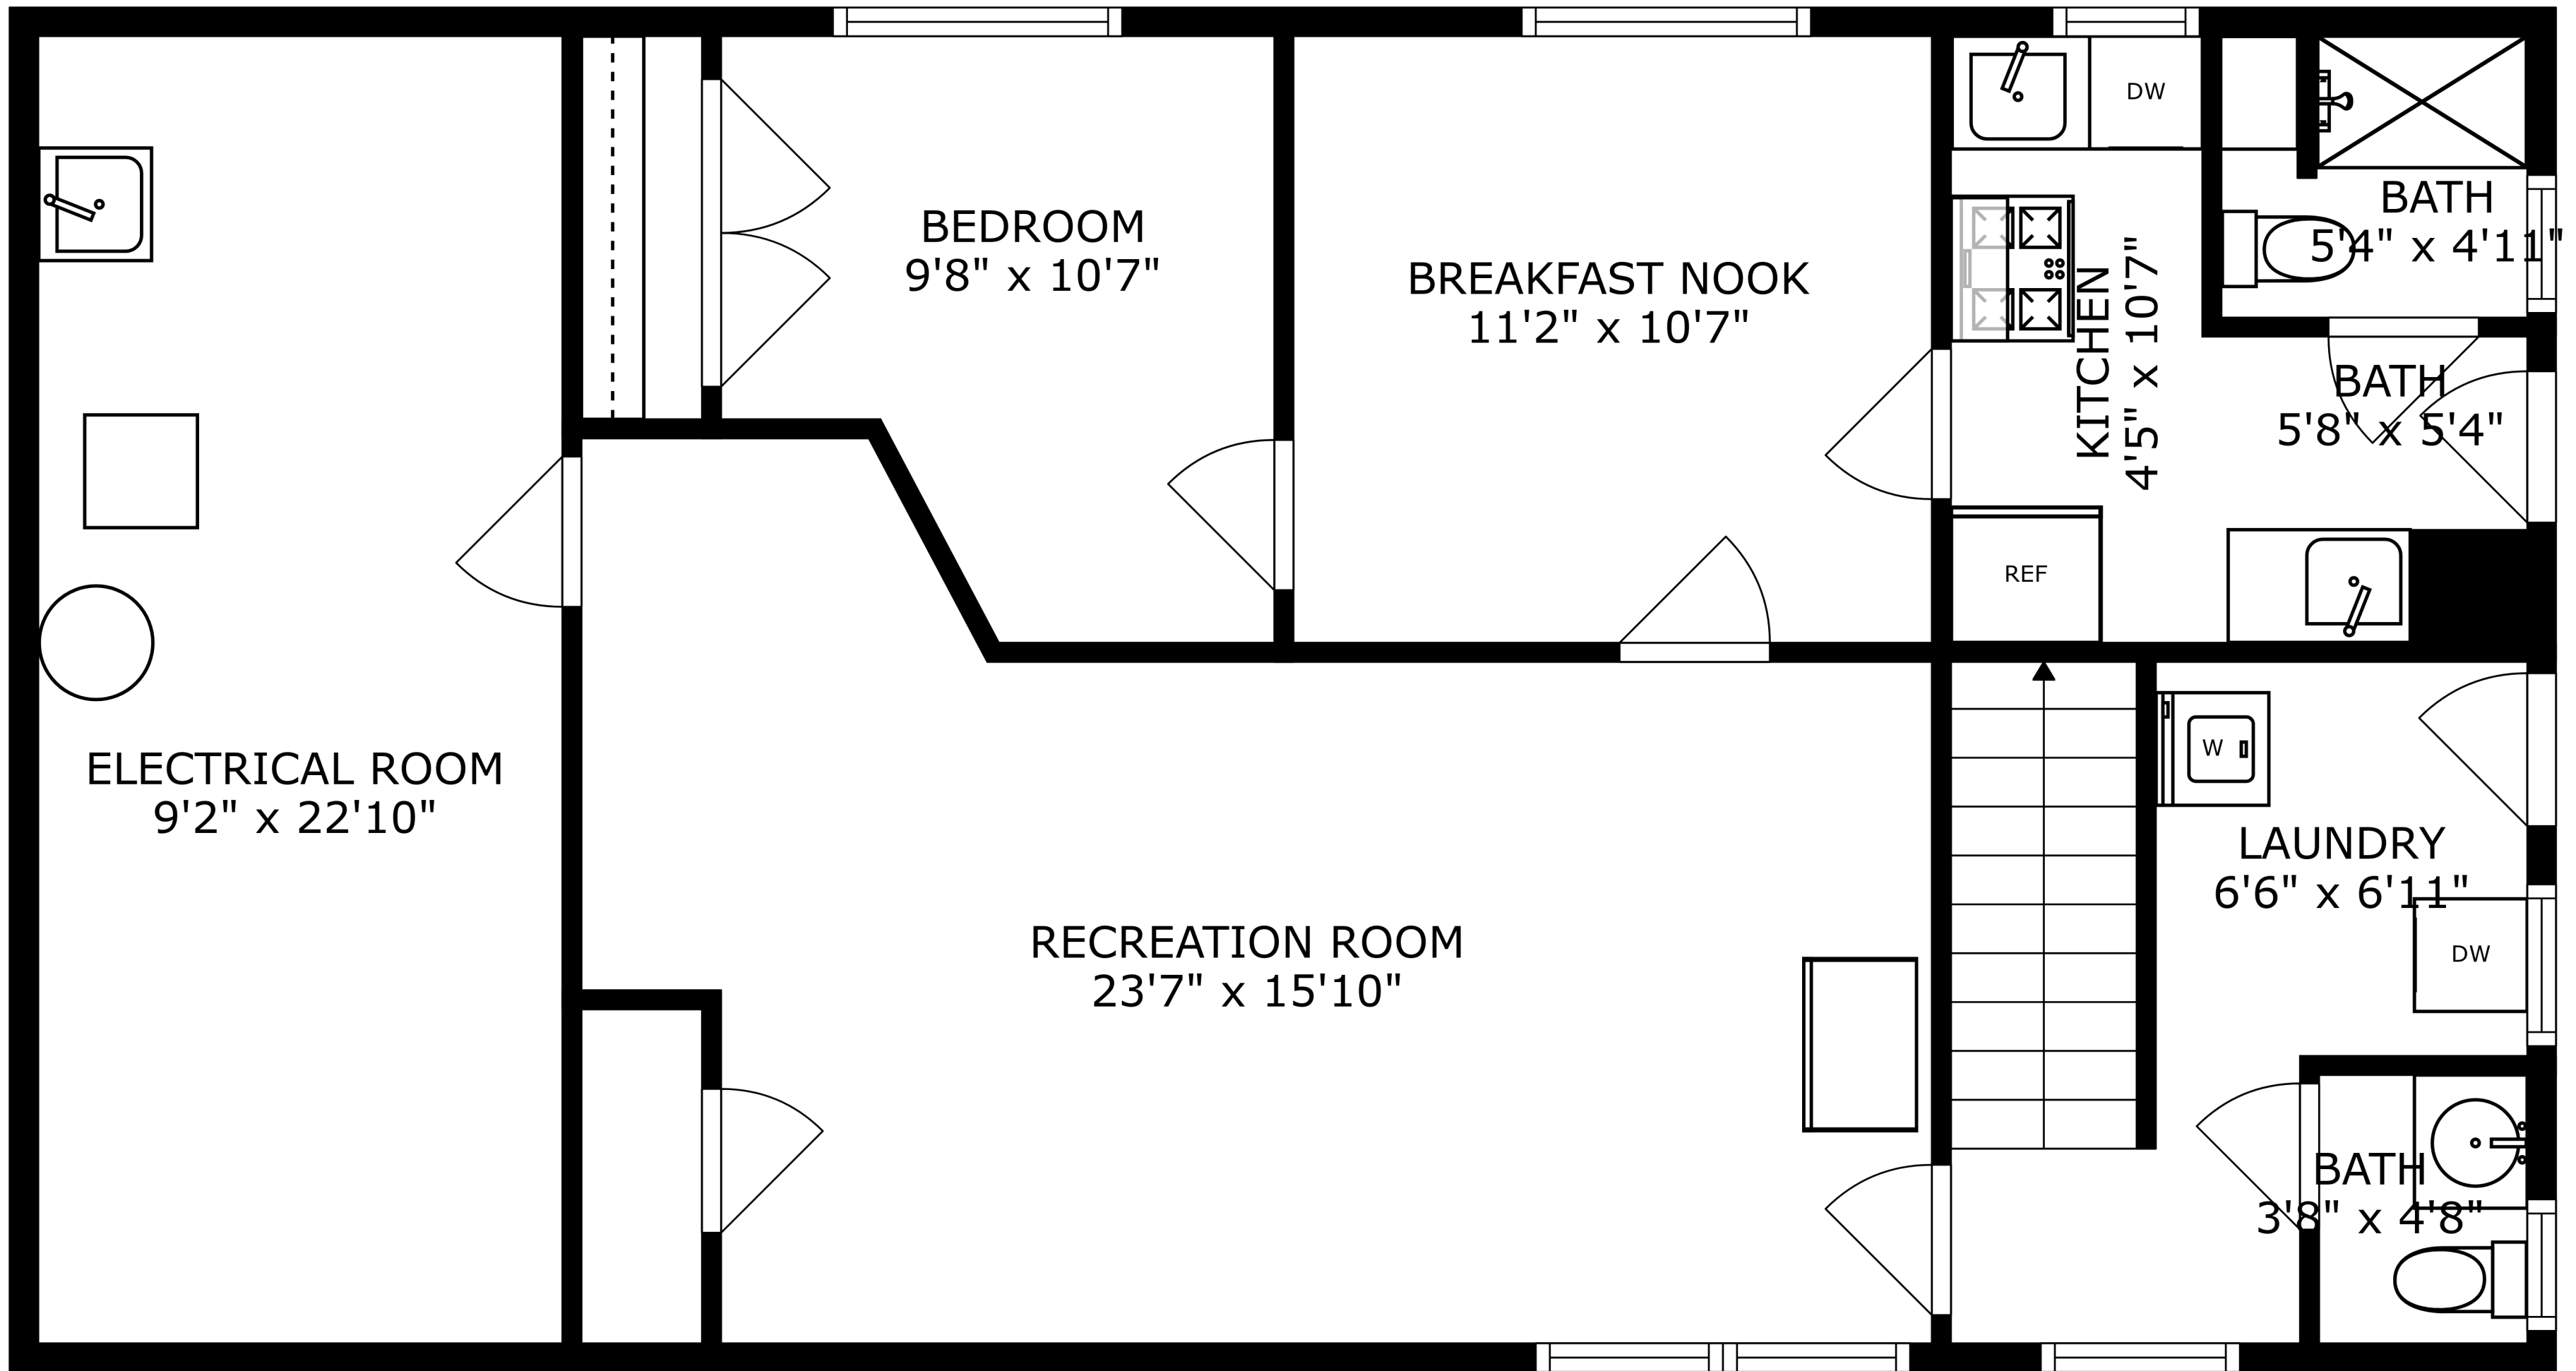 DW
BATH
5'4" x 4'11"
BEDROOM
9'8" x 10'7"
BREAKFAST NOOK
11'2" x 10'7"
KITCHEN
4'5" x 10'7"
BATH
5'8" x 5'4"
REF
ELECTRICAL ROOM
9'2" x 22'10"
W
LAUNDRY
6'6" x 6'11"
RECREATION ROOM
23'7" x 15'10"
DW
BATH
3'8" x 4'8"